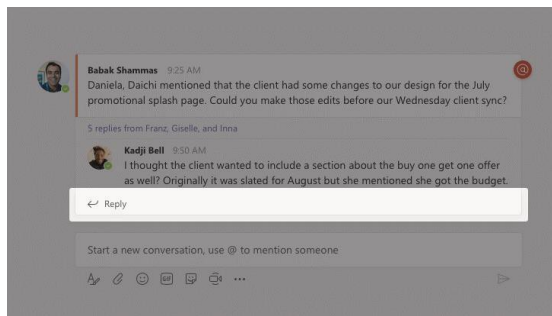 Babak Shammas 9:25 AM
@
Daniela, Daichi mentioned that the client had some changes to our design for the July
promotional splash page. Could you make those edits before our Wednesday client sync?
5 replies from Franz, Giselle, and Inna
Kadji Bell 9:50 AM
I thought the client wanted to include a section about the buy one get one offer
as well? Originally it was slated for August but she mentioned she got the budget.
Reply
Start a new conversation, use @ to mention someone
GIF